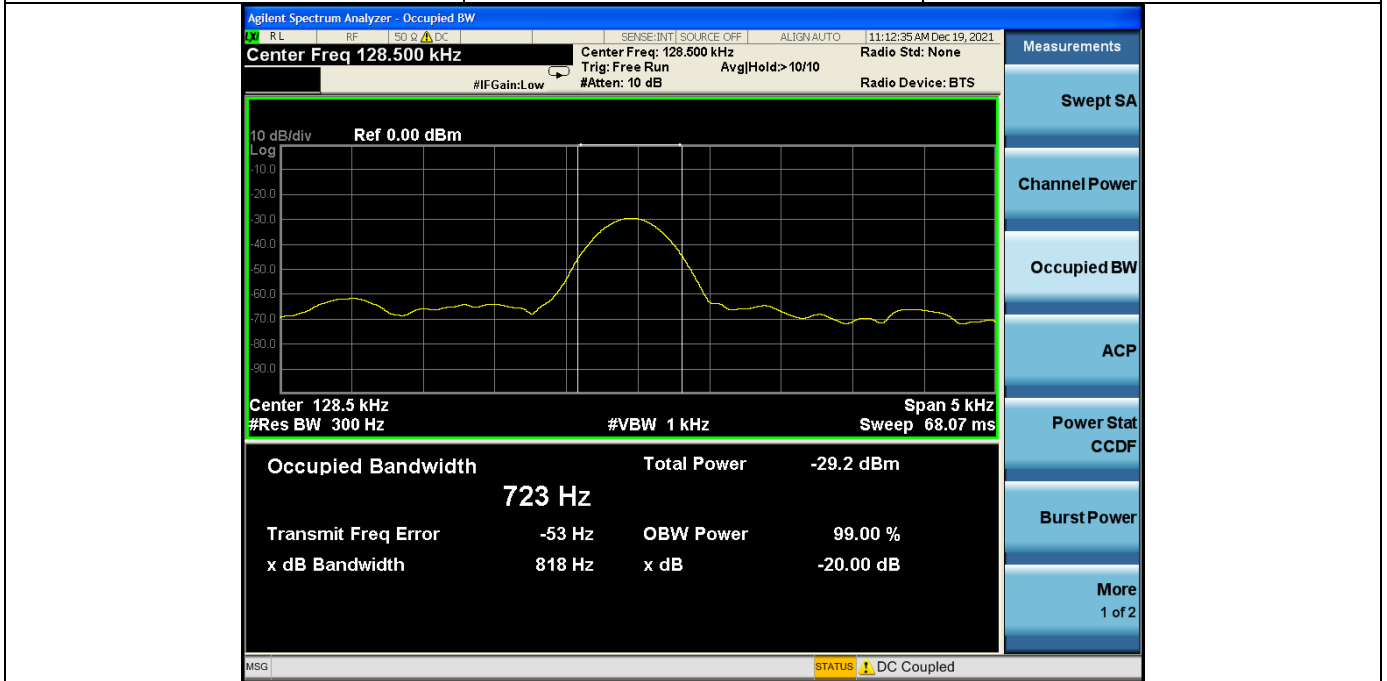 Agilent Spectrum Analyzer - Occupied BW
LXI RL RF 50 Ω DC SENSE:INT SOURCE OFF ALIGN AUTO 11:12:35 AM Dec 19, 2021
Center Freq 128.500 kHz
Center Freq: 128.500 kHz
Radio Std: None
Trig: Free Run Avg|Hold:>10/10
#IFGain:Low #Atten: 10 dB Radio Device: BTS
10 dB/div Ref 0.00 dBm
Log
-10.0
-20.0
-30.0
-40.0
-50.0
-60.0
-70.0
-80.0
-90.0
Center 128.5 kHz Span 5 kHz
#Res BW 300 Hz #VBW 1 kHz Sweep 68.07 ms
Occupied Bandwidth Total Power -29.2 dBm
723 Hz
Transmit Freq Error -53 Hz OBW Power 99.00 %
x dB Bandwidth 818 Hz x dB -20.00 dB
MSG STATUS DC Coupled
Measurements
Swept SA
Channel Power
Occupied BW
ACP
Power Stat
CCDF
Burst Power
More
1 of 2